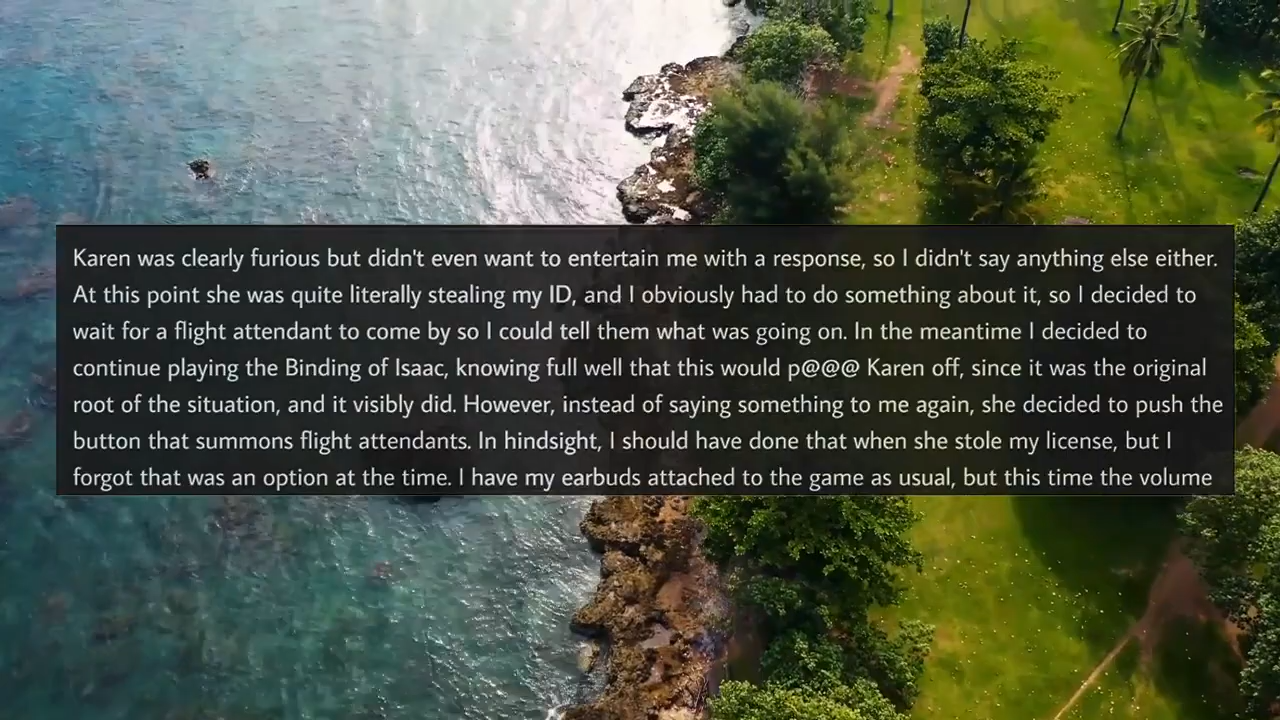 Karen was clearly furious but didn't even want to entertain me with a response, so I didn't say anything else either.
At this point she was quite literally stealing my ID, and I obviously had to do something about it, so I decided to
wait for a flight attendant to come by so I could tell them what was going on. In the meantime I decided to
continue playing the Binding of Isaac, knowing full well that this would p@@@ Karen off, since it was the original
root of the situation, and it visibly did. However, instead of saying something to me again, she decided to push the
button that summons flight attendants. In hindsight, I should have done that when she stole my license, but I
forgot that was an option at the time. I have my earbuds attached to the game as usual, but this time the volume